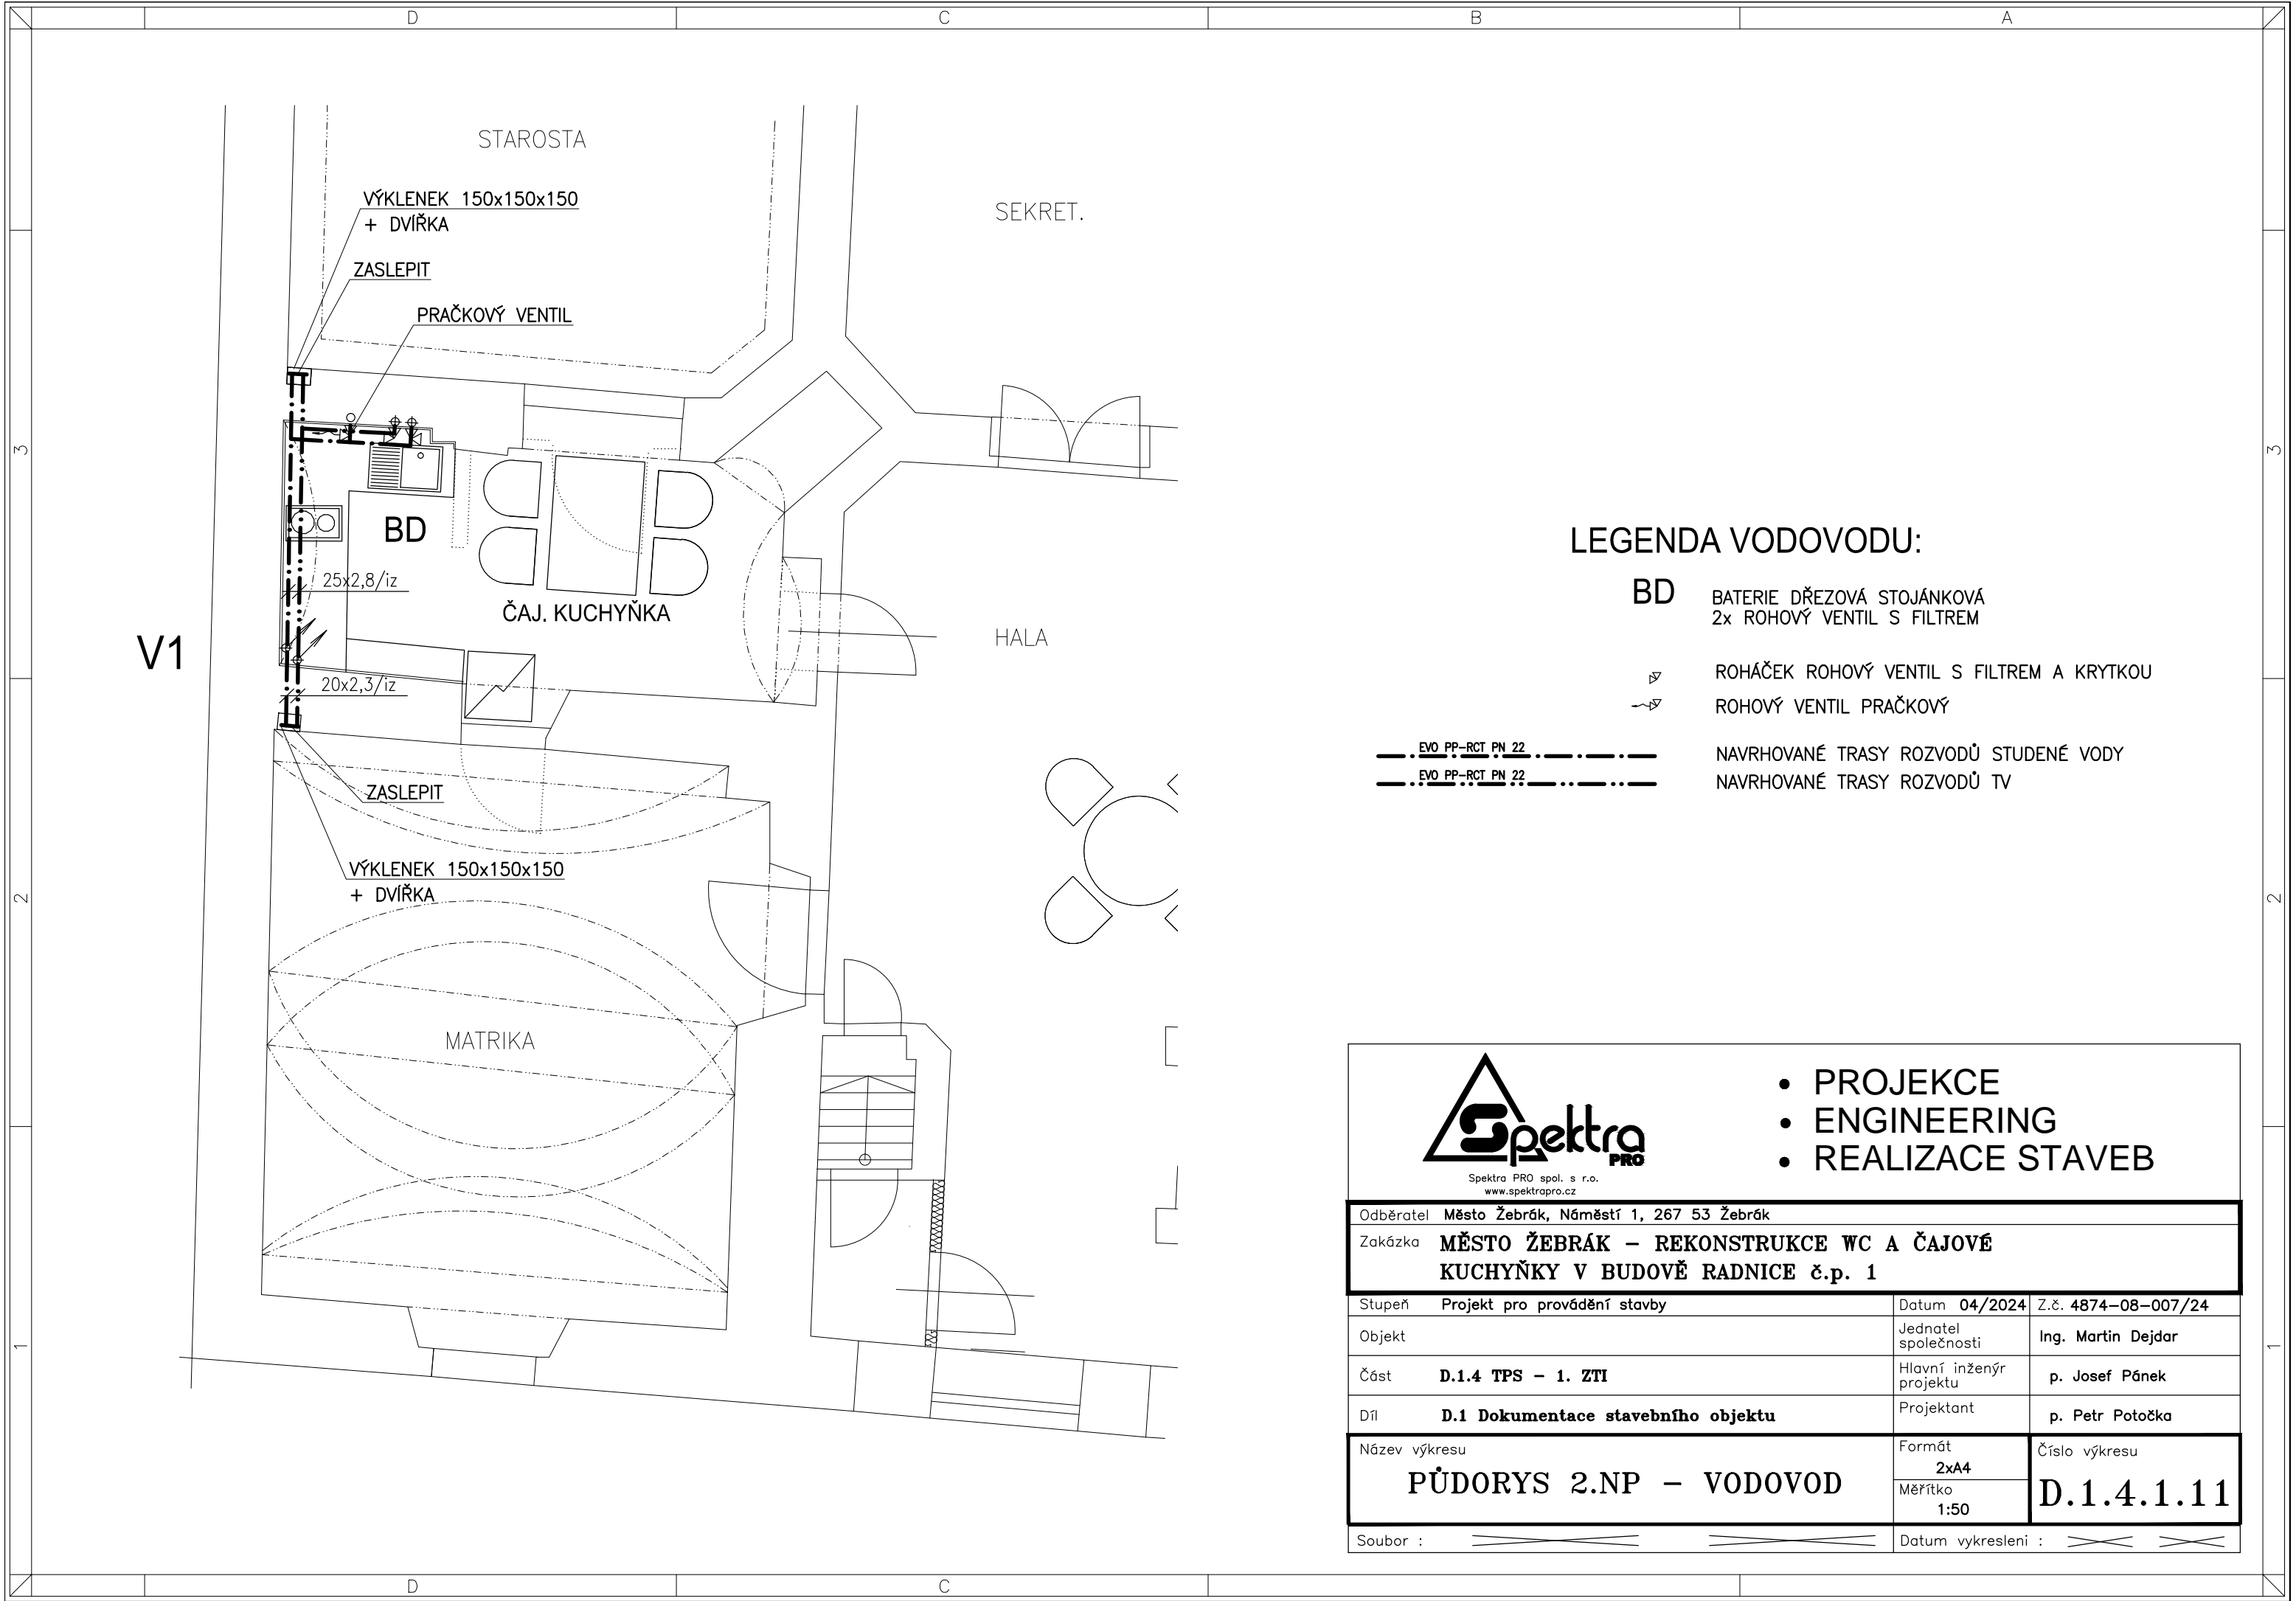 D
C
B
A
STAROSTA
VÝKLENEK 150x150x150
+ DVÍŘKA
SEKRET.
ZASLEPIT
PRAČKOVÝ VENTIL
3
3
BD
25x2,8/iz
ČAJ. KUCHYŇKA
HALA
V1
20x2,3/iz
ZASLEPIT
VÝKLENEK 150x150x150
+ DVÍŘKA
2
2
MATRIKA
1
1
LEGENDA VODOVODU:
BD
BATERIE DŘEZOVÁ STOJÁNKOVÁ
2x ROHOVÝ VENTIL S FILTREM
ROHÁČEK ROHOVÝ VENTIL S FILTREM A KRYTKOU
ROHOVÝ VENTIL PRAČKOVÝ
EVO PP-RCT PN 22
NAVRHOVANÉ TRASY ROZVODŮ STUDENÉ VODY
EVO PP-RCT PN 22
NAVRHOVANÉ TRASY ROZVODŮ TV
Spektra
PRO
Spektra PRO spol. s r.o.
www.spektrapro.cz
• PROJEKCE
• ENGINEERING
• REALIZACE STAVEB
Odběratel Město Žebrák, Náměstí 1, 267 53 Žebrák
Zakázka MĚSTO ŽEBRÁK – REKONSTRUKCE WC A ČAJOVÉ
KUCHYŇKY V BUDOVĚ RADNICE č.p. 1
Stupeň Projekt pro provádění stavby
Datum 04/2024
Z.č. 4874-08-007/24
Objekt
Jednatel
společnosti
Ing. Martin Dejdar
Část D.1.4 TPS – 1. ZTI
Hlavní inženýr
projektu
p. Josef Pánek
Díl D.1 Dokumentace stavebního objektu
Projektant
p. Petr Potočka
Název výkresu
PŮDORYS 2.NP – VODOVOD
Formát
2xA4
Měřítko
1:50
Číslo výkresu
D.1.4.1.11
Soubor :
Datum vykresleni :
D
C